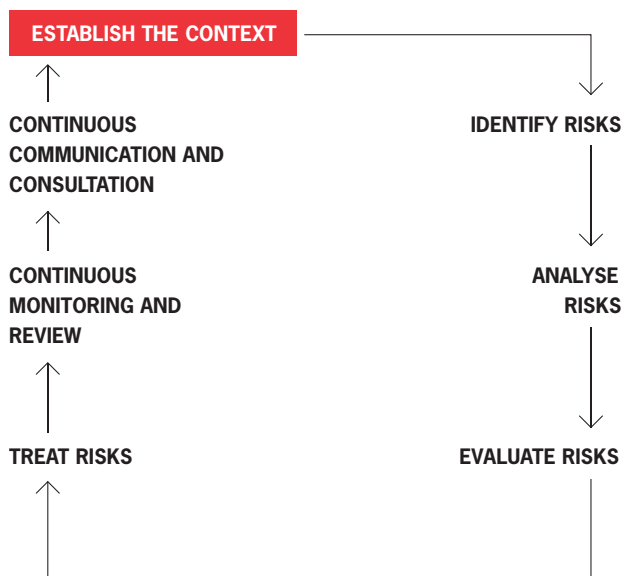 ESTABLISH THE CONTEXT
CONTINUOUS
COMMUNICATION AND
CONSULTATION
IDENTIFY RISKS
CONTINUOUS
MONITORING AND
REVIEW
ANALYSE
RISKS
TREAT RISKS
EVALUATE RISKS